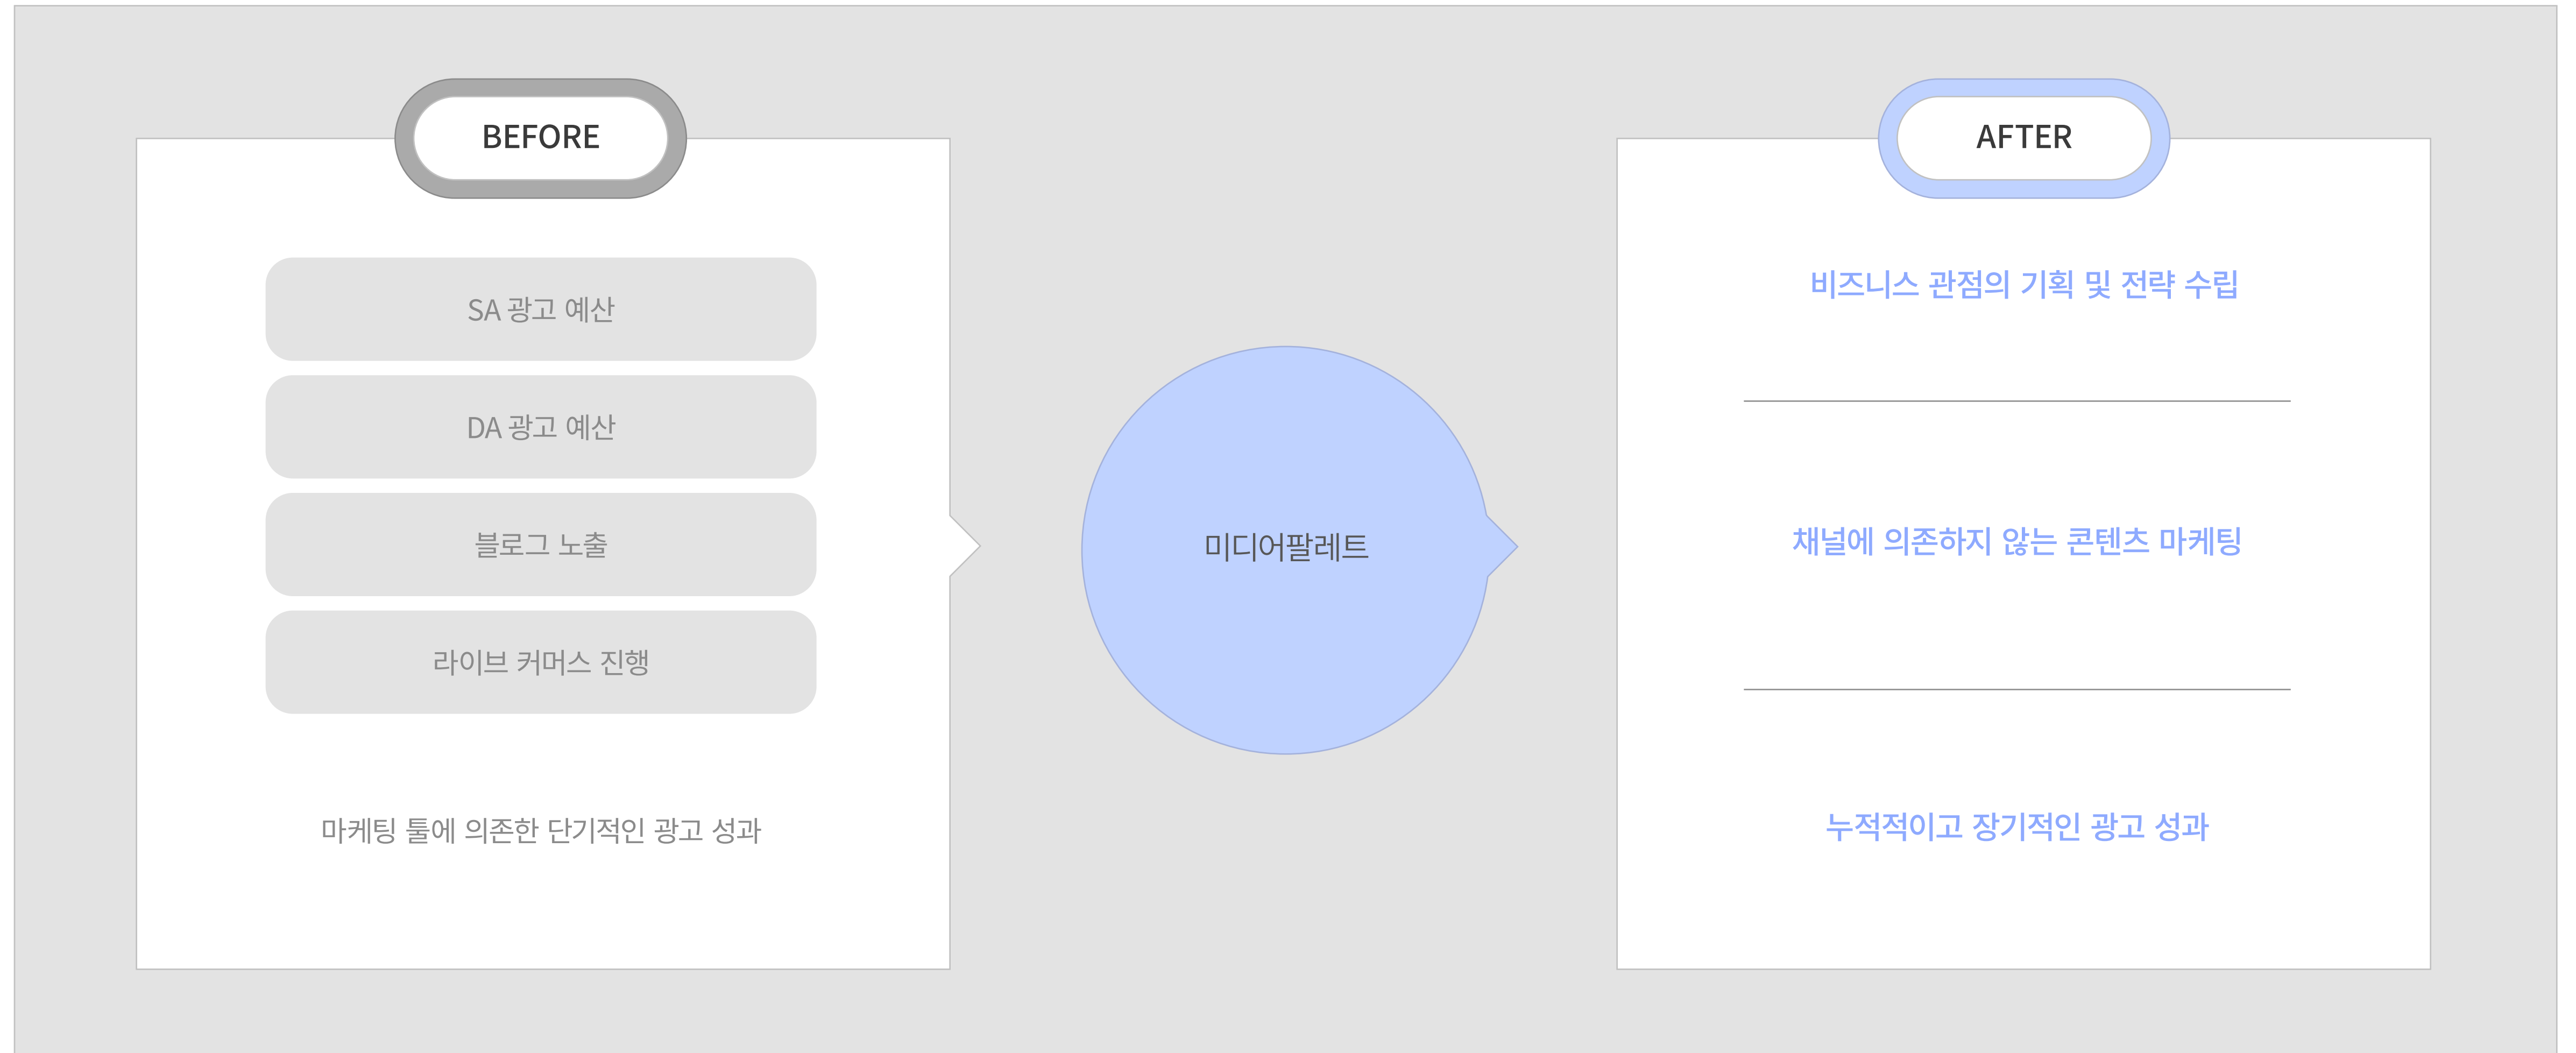 BEFORE
SA 광고 예산
DA 광고 예산
블로그 노출
라이브 커머스 진행
마케팅 툴에 의존한 단기적인 광고 성과
미디어팔레트
AFTER
비즈니스 관점의 기획 및 전략 수립
채널에 의존하지 않는 콘텐츠 마케팅
누적적이고 장기적인 광고 성과